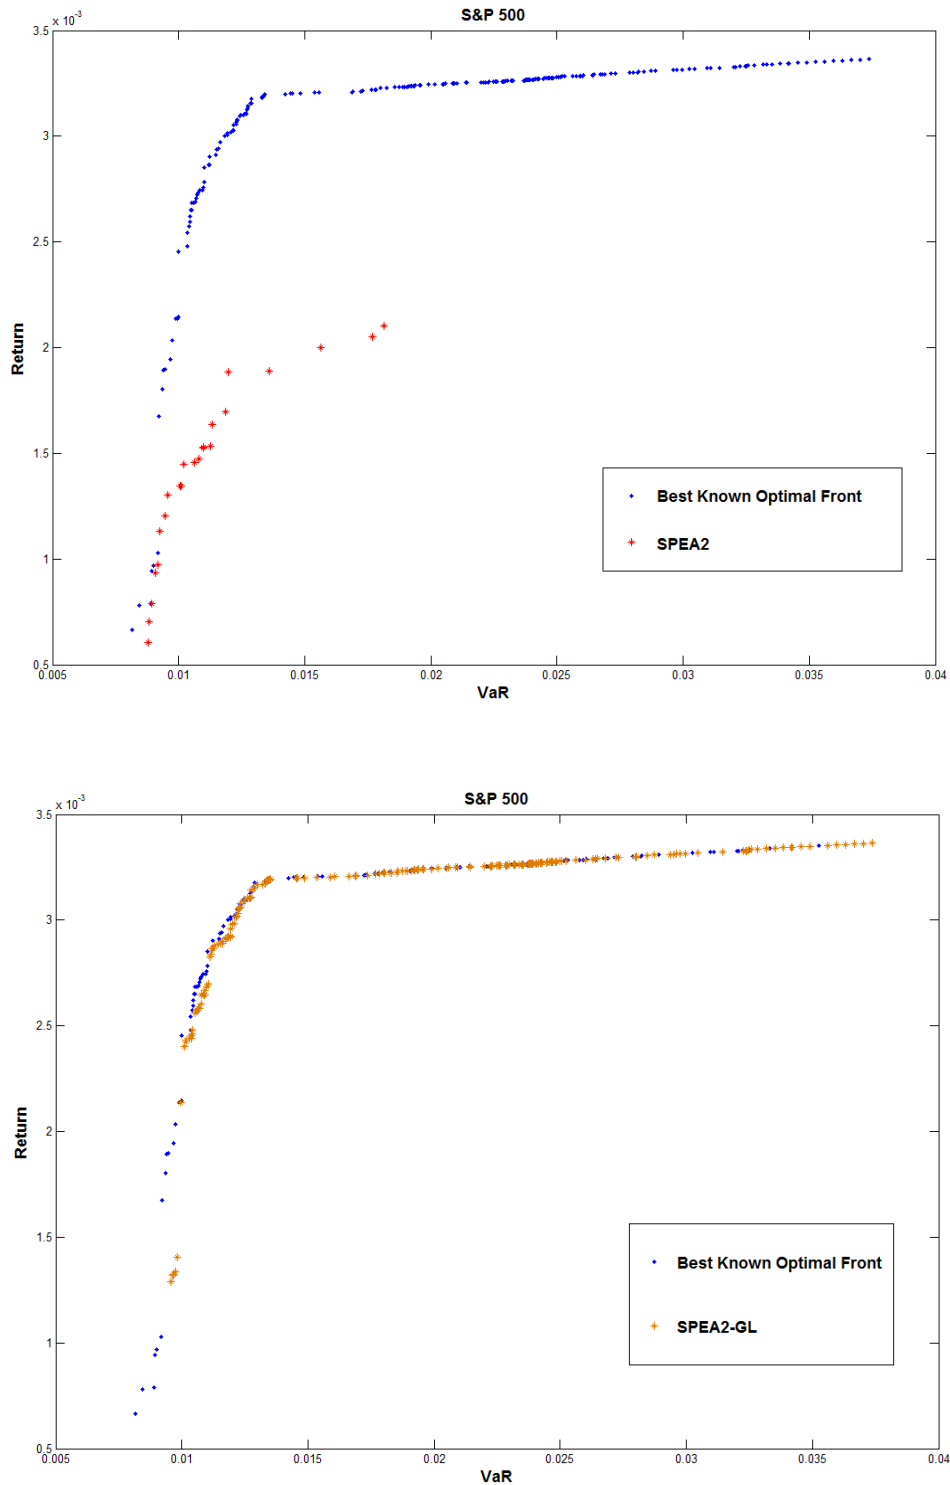 S&P 500
x 10⁻³
3.5
3
2.5
2
1.5
1
0.5
Return
Best Known Optimal Front
SPEA2
0.005 0.01 0.015 0.02 0.025 0.03 0.035 0.04
VaR
S&P 500
x 10⁻³
3.5
3
2.5
2
1.5
1
0.5
Return
Best Known Optimal Front
SPEA2-GL
0.005 0.01 0.015 0.02 0.025 0.03 0.035 0.04
VaR